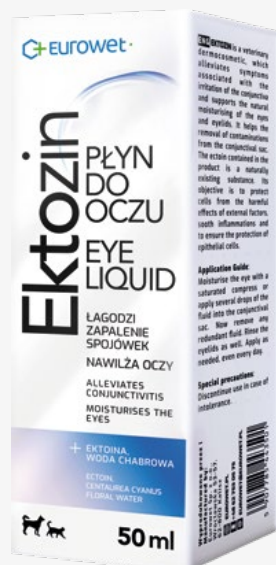 EUROWET
Ektozin
PŁYN
DO
OCZU
EYE
LIQUID
ŁAGODZI
ZAPALENIE
SPOJÓWEK
NAWILŻA OCZY
ALLEVIATES
CONJUNCTIVITIS
MOISTURISES THE
EYES
+ EKTOINA,
WODA CHABROWA
ECTOIN
CENTAUREA CYANUS
FLORAL WATER
50 ml
ENG EKTOZIN is a veterinary
dermocosmetic, which
alleviates symptoms
associated with the
irritation of the conjunctiva
and supports the natural
moisturising of the eyes
and eyelids. It helps the
removal of contaminations
from the conjunctival sac.
The ectoin contained in the
product is a naturally
existing substance. Its
objective is to protect
cells from the harmful
effects of external factors,
sooth inflammations and
to ensure the protection of
epithelial cells.
Application Guide:
Moisturise the eye with a
saturated compress or
apply several drops of the
fluid into the conjunctival
sac. Now remove any
redundant fluid. Rinse the
eyelids as well. Apply as
needed, even every day.
Special precautions:
Discontinue use in case of
intolerance.
EUROWET.PL